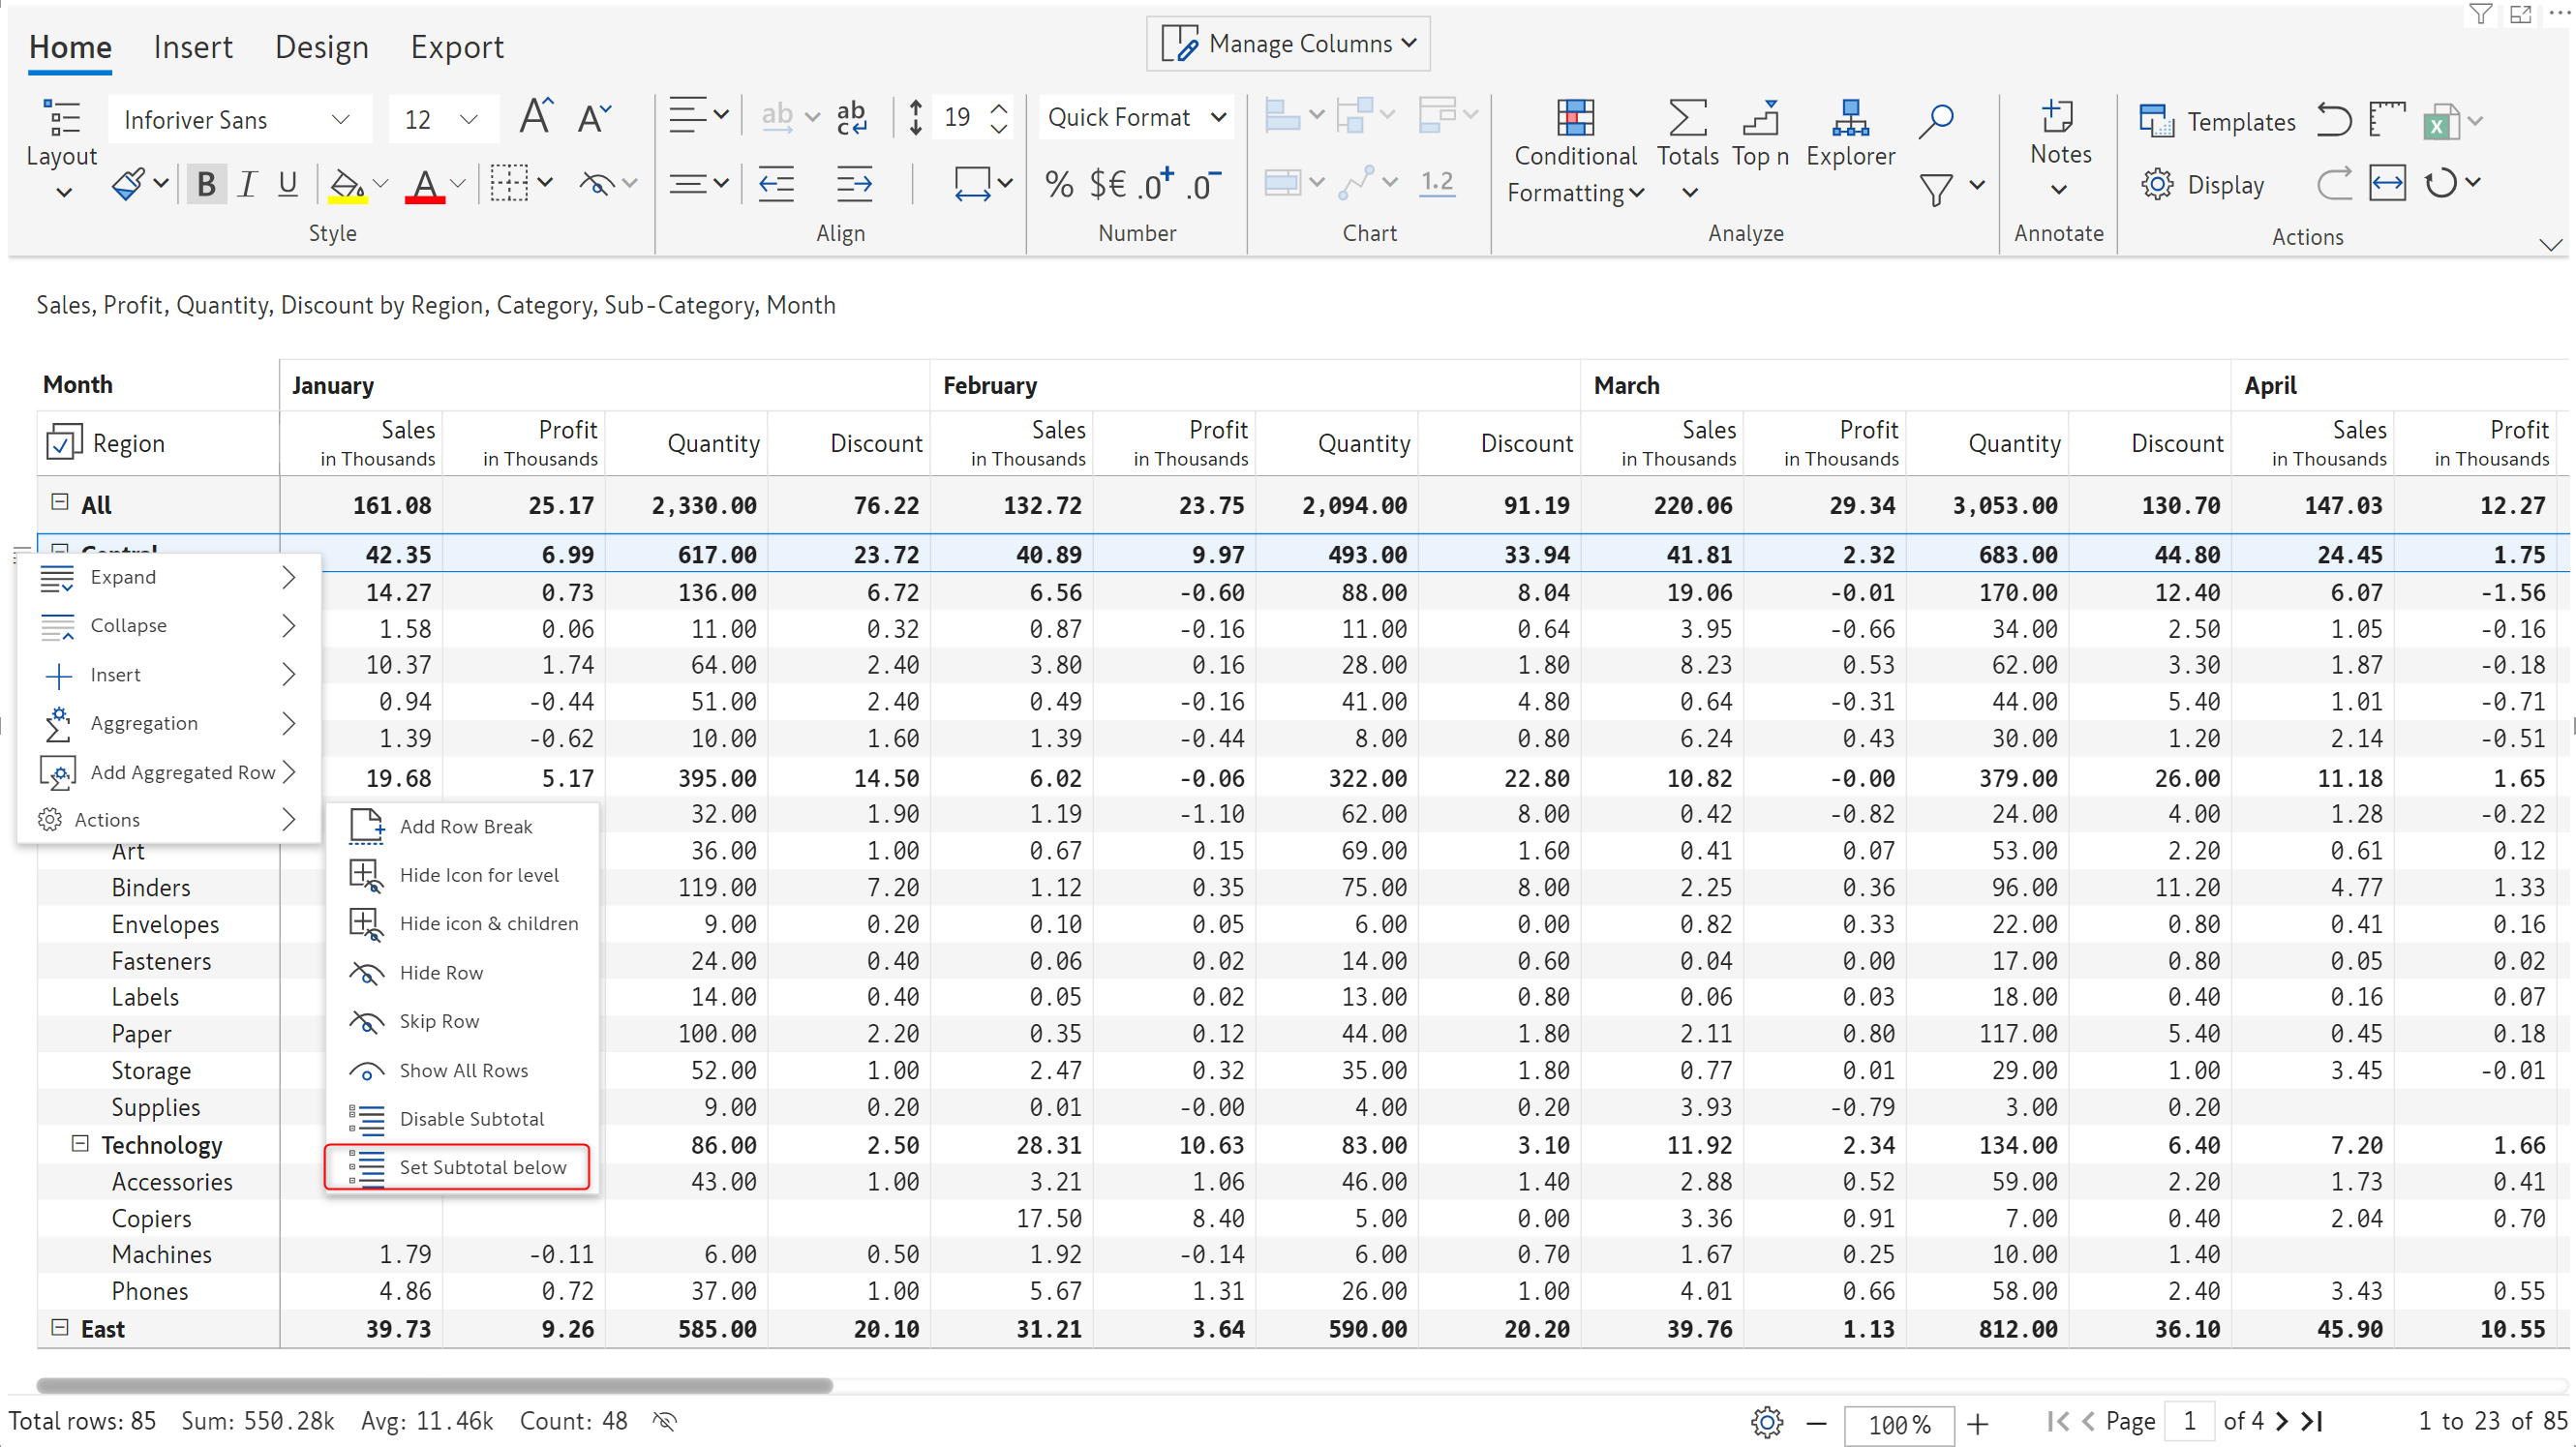 Home Insert Design Export
Manage Columns
Layout
Inforiver Sans 12
B I U
Style
ab ab c 19
Align
Quick Format
% $€ .0+ .0-
Number
1.2
Chart
Conditional Formatting
Totals
Top n
Explorer
Analyze
Notes
Annotate
Templates
Display
Actions
Sales, Profit, Quantity, Discount by Region, Category, Sub-Category, Month
Month January February March April
Region Sales in Thousands Profit in Thousands Quantity Discount Sales in Thousands Profit in Thousands Quantity Discount Sales in Thousands Profit in Thousands Quantity Discount Sales in Thousands Profit in Thousands
All 161.08 25.17 2,330.00 76.22 132.72 23.75 2,094.00 91.19 220.06 29.34 3,053.00 130.70 147.03 12.27
Central 42.35 6.99 617.00 23.72 40.89 9.97 493.00 33.94 41.81 2.32 683.00 44.80 24.45 1.75
14.27 0.73 136.00 6.72 6.56 -0.60 88.00 8.04 19.06 -0.01 170.00 12.40 6.07 -1.56
1.58 0.06 11.00 0.32 0.87 -0.16 11.00 0.64 3.95 -0.66 34.00 2.50 1.05 -0.16
10.37 1.74 64.00 2.40 3.80 0.16 28.00 1.80 8.23 0.53 62.00 3.30 1.87 -0.18
0.94 -0.44 51.00 2.40 0.49 -0.16 41.00 4.80 0.64 -0.31 44.00 5.40 1.01 -0.71
1.39 -0.62 10.00 1.60 1.39 -0.44 8.00 0.80 6.24 0.43 30.00 1.20 2.14 -0.51
19.68 5.17 395.00 14.50 6.02 -0.06 322.00 22.80 10.82 -0.00 379.00 26.00 11.18 1.65
32.00 1.90 1.19 -1.10 62.00 8.00 0.42 -0.82 24.00 4.00 1.28 -0.22
Art 36.00 1.00 0.67 0.15 69.00 1.60 0.41 0.07 53.00 2.20 0.61 0.12
Binders 119.00 7.20 1.12 0.35 75.00 8.00 2.25 0.36 96.00 11.20 4.77 1.33
Envelopes 9.00 0.20 0.10 0.05 6.00 0.00 0.82 0.33 22.00 0.80 0.41 0.16
Fasteners 24.00 0.40 0.06 0.02 14.00 0.60 0.04 0.00 17.00 0.80 0.05 0.02
Labels 14.00 0.40 0.05 0.02 13.00 0.80 0.06 0.03 18.00 0.40 0.16 0.07
Paper 100.00 2.20 0.35 0.12 44.00 1.80 2.11 0.80 117.00 5.40 0.45 0.18
Storage 52.00 1.00 2.47 0.32 35.00 1.80 0.77 0.01 29.00 1.00 3.45 -0.01
Supplies 9.00 0.20 0.01 -0.00 4.00 0.20 3.93 -0.79 3.00 0.20
Technology 86.00 2.50 28.31 10.63 83.00 3.10 11.92 2.34 134.00 6.40 7.20 1.66
Accessories 43.00 1.00 3.21 1.06 46.00 1.40 2.88 0.52 59.00 2.20 1.73 0.41
Copiers 17.50 8.40 5.00 0.00 3.36 0.91 7.00 0.40 2.04 0.70
Machines 1.79 -0.11 6.00 0.50 1.92 -0.14 6.00 0.70 1.67 0.25 10.00 1.40
Phones 4.86 0.72 37.00 1.00 5.67 1.31 26.00 1.00 4.01 0.66 58.00 2.40 3.43 0.55
East 39.73 9.26 585.00 20.10 31.21 3.64 590.00 20.20 39.76 1.13 812.00 36.10 45.90 10.55
Expand
Collapse
Insert
Aggregation
Add Aggregated Row
Actions
Add Row Break
Hide Icon for level
Hide icon & children
Hide Row
Skip Row
Show All Rows
Disable Subtotal
Set Subtotal below
Total rows: 85 Sum: 550.28k Avg: 11.46k Count: 48
100% Page 1 of 4 1 to 23 of 85